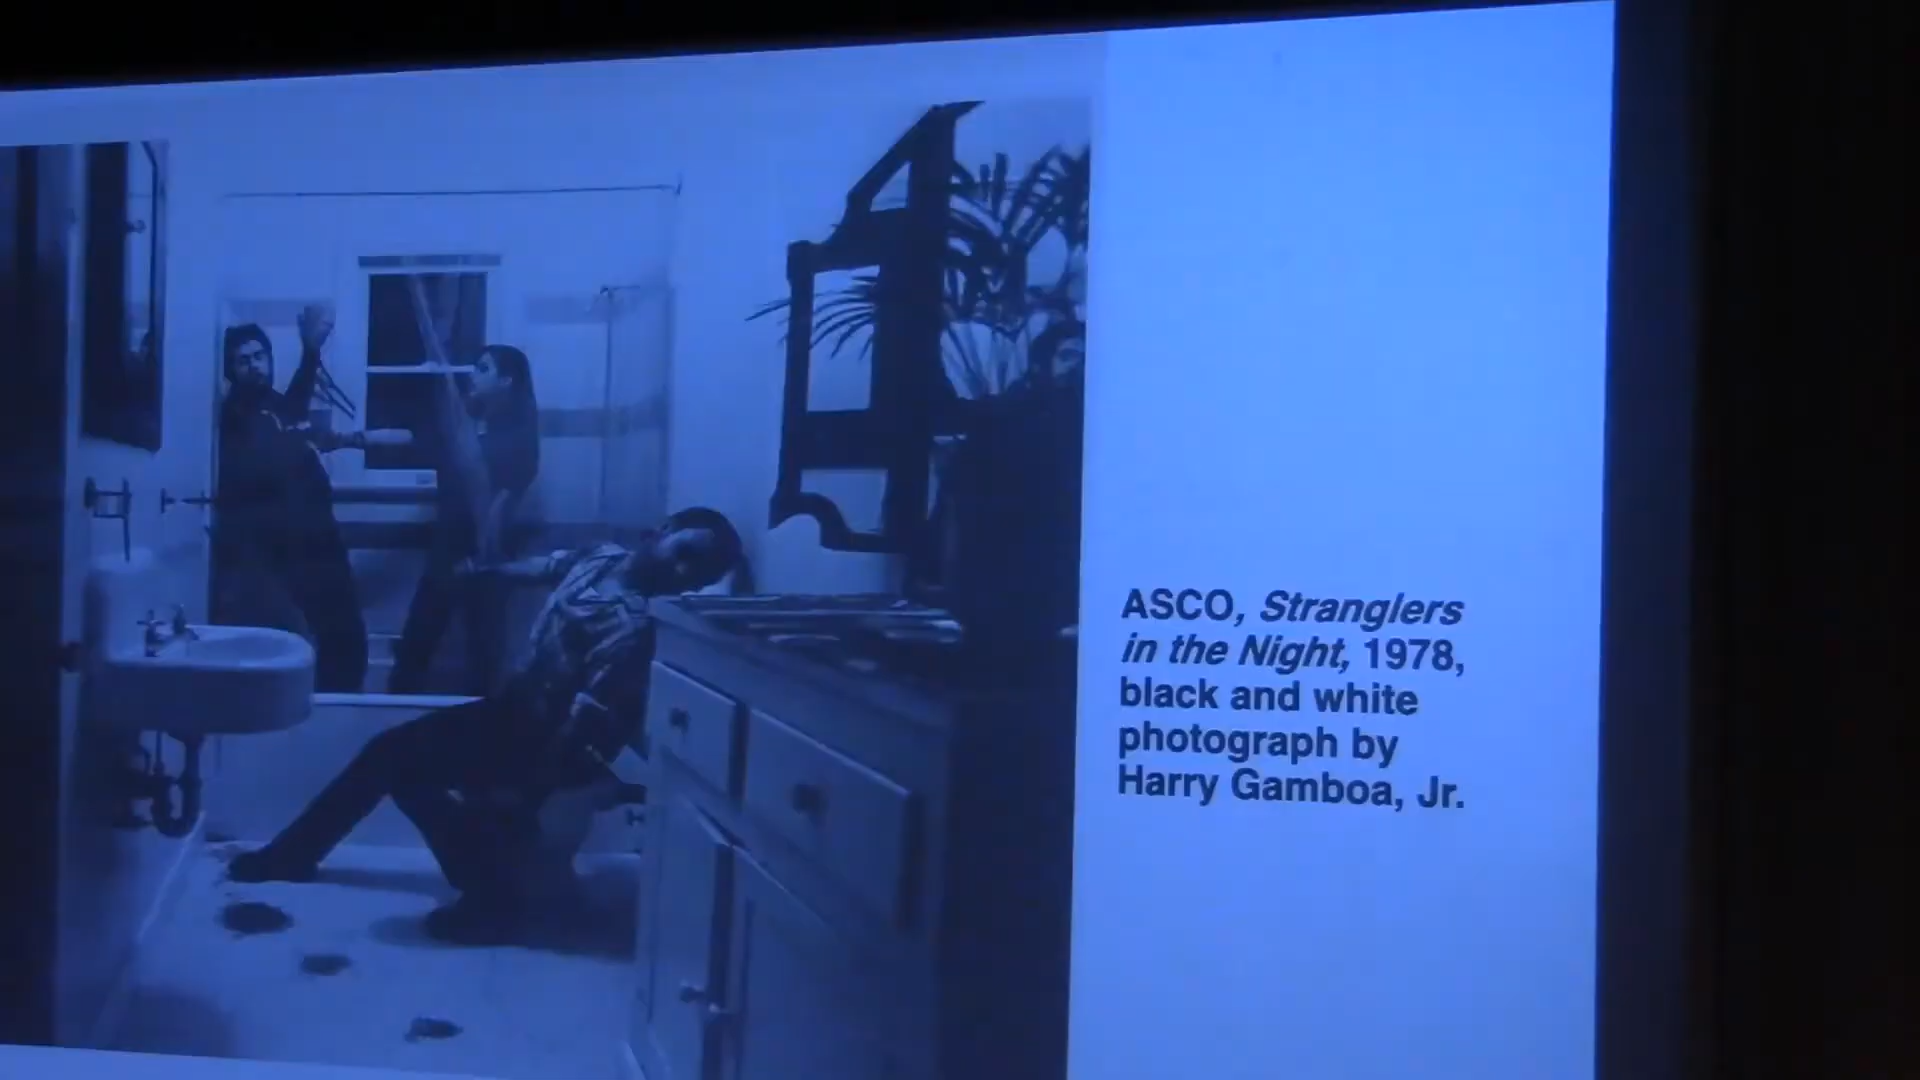 ASCO, Stranglers
in the Night, 1978,
black and white
photograph by
Harry Gamboa, Jr.